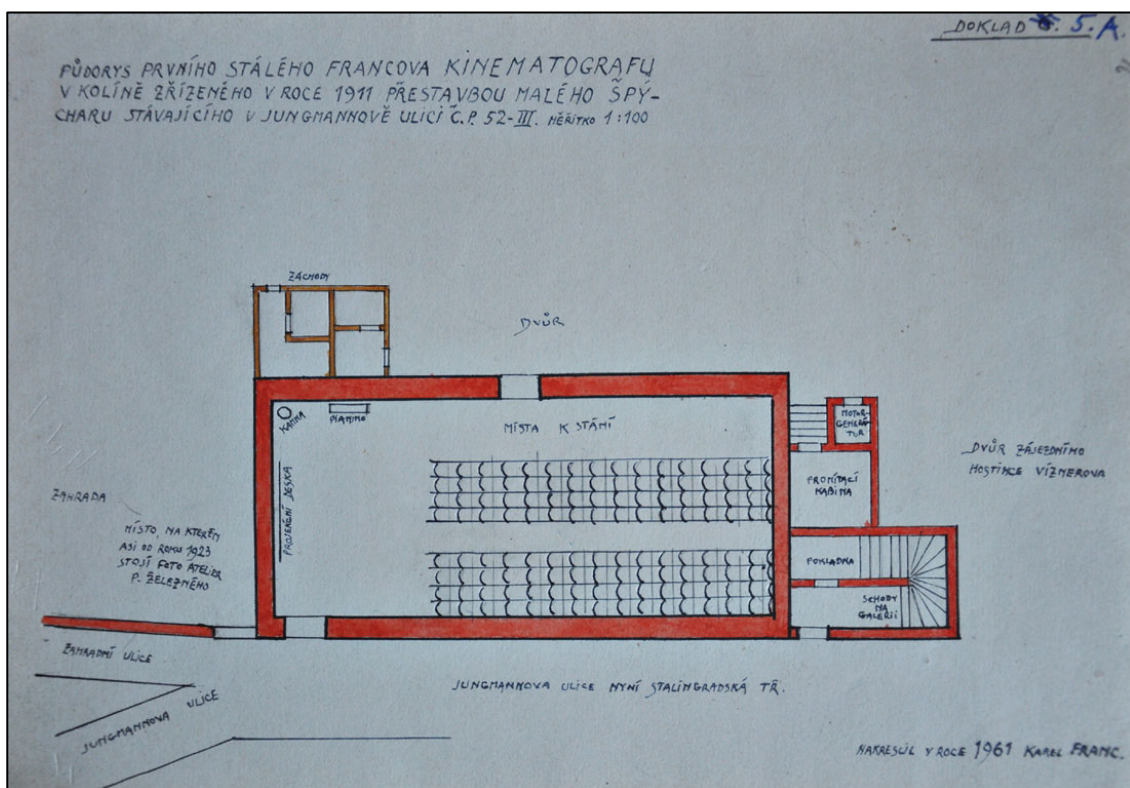 DOKLAD Č. 5.A.
PŮDORYS PRVNÍHO STÁLÉHO FRANCOVA KINEMATOGRAFU
V KOLÍNĚ ZŘÍZENÉHO V ROCE 1911 PŘESTAVBOU MALÉHO ŠPÝ-
CHARU STÁVAJÍCÍHO V JUNGMANNOVĚ ULICI Č.P. 52-III. MĚŘÍTKO 1:100
ZÁCHODY
DVŮR
KAMNA
PIANINO
MÍSTA K STÁNÍ
MOTOR-
GENERÁ-
TUR
DVŮR ZÁJEZDNÍHO
HOSTINCE VÍZNEROVA
PROJEKČNÍ DESKA
PROMÍTACÍ
KABINA
ZAHRADA
MÍSTO, NA KTERÉM
ASI OD ROKU 1923
STOJÍ FOTO ATELIER
P. ŽELEZNÉHO
POKLADNA
SCHODY
NA
GALERII
ZAHRADNÍ ULICE
JUNGMANNOVA ULICE
JUNGMANNOVA ULICE NYNÍ STALINGRADSKÁ TŘ.
NAKRESLIL V ROCE 1961 KAREL FRANC.